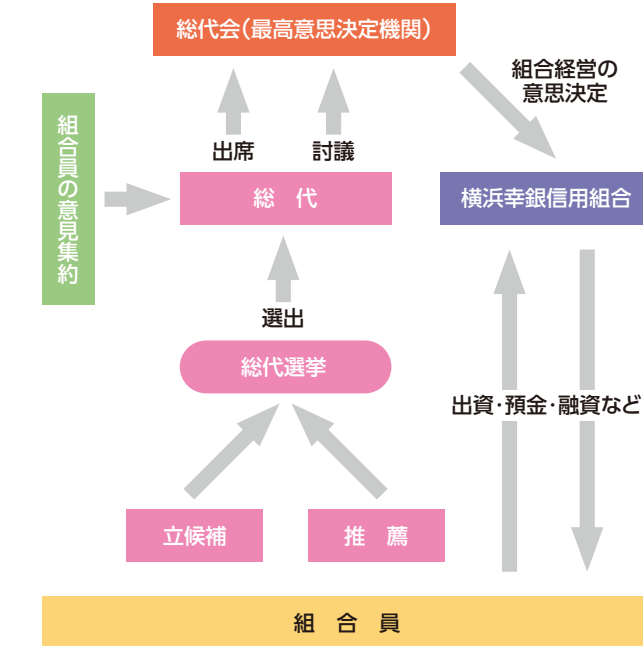 総代会(最高意思決定機関)
組合経営の
意思決定
組合員の意見集約
出席
討議
総　代
横浜幸銀信用組合
選出
総代選挙
出資・預金・融資など
立候補
推　薦
組　合　員